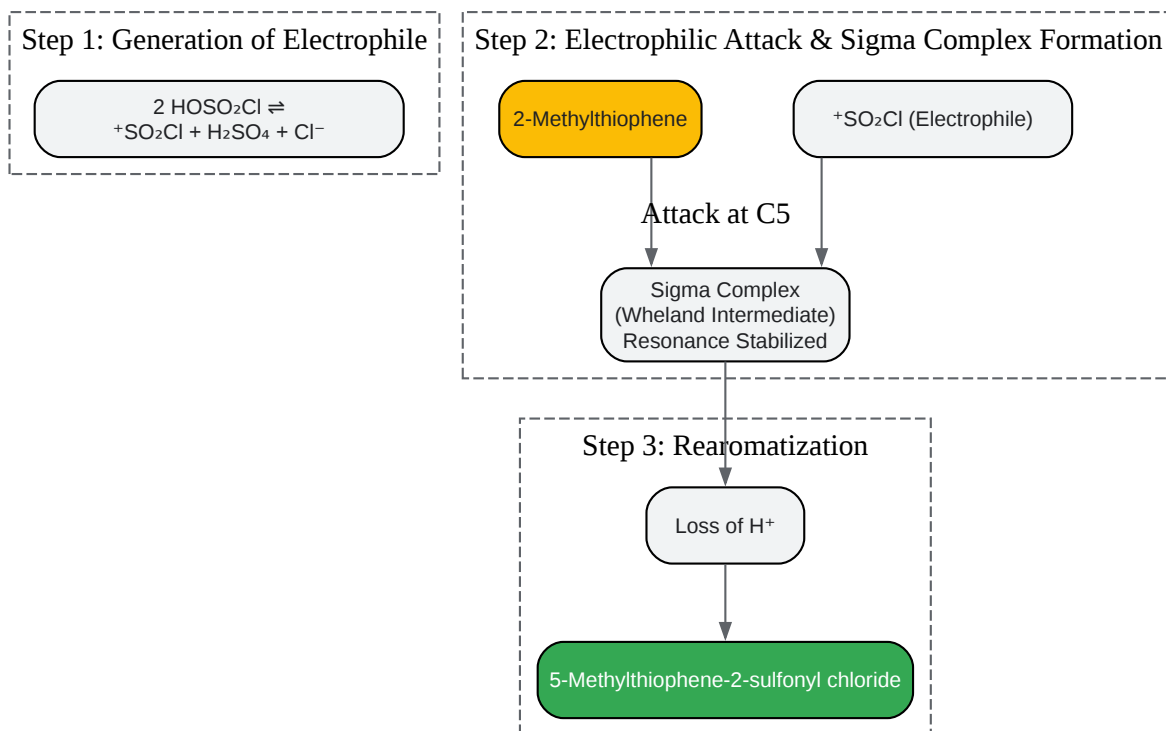 Step 1: Generation of Electrophile
2 HOSO₂Cl ⇌
⁺SO₂Cl + H₂SO₄ + Cl⁻
Step 2: Electrophilic Attack & Sigma Complex Formation
2-Methylthiophene
⁺SO₂Cl (Electrophile)
Attack at C5
Sigma Complex
(Wheland Intermediate)
Resonance Stabilized
Step 3: Rearomatization
Loss of H⁺
5-Methylthiophene-2-sulfonyl chloride